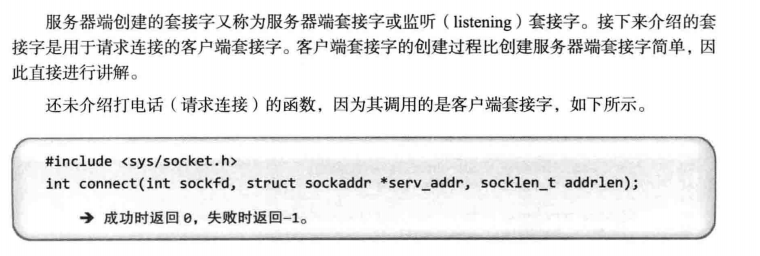 服务器端创建的套接字又称为服务器端套接字或监听（listening）套接字。接下来介绍的套
接字是用于请求连接的客户端套接字。客户端套接字的创建过程比创建服务器端套接字简单，因
此直接进行讲解。
还未介绍打电话（请求连接）的函数，因为其调用的是客户端套接字，如下所示。
#include <sys/socket.h>
int connect(int sockfd, struct sockaddr *serv_addr, socklen_t addrlen);
→ 成功时返回 0，失败时返回-1。